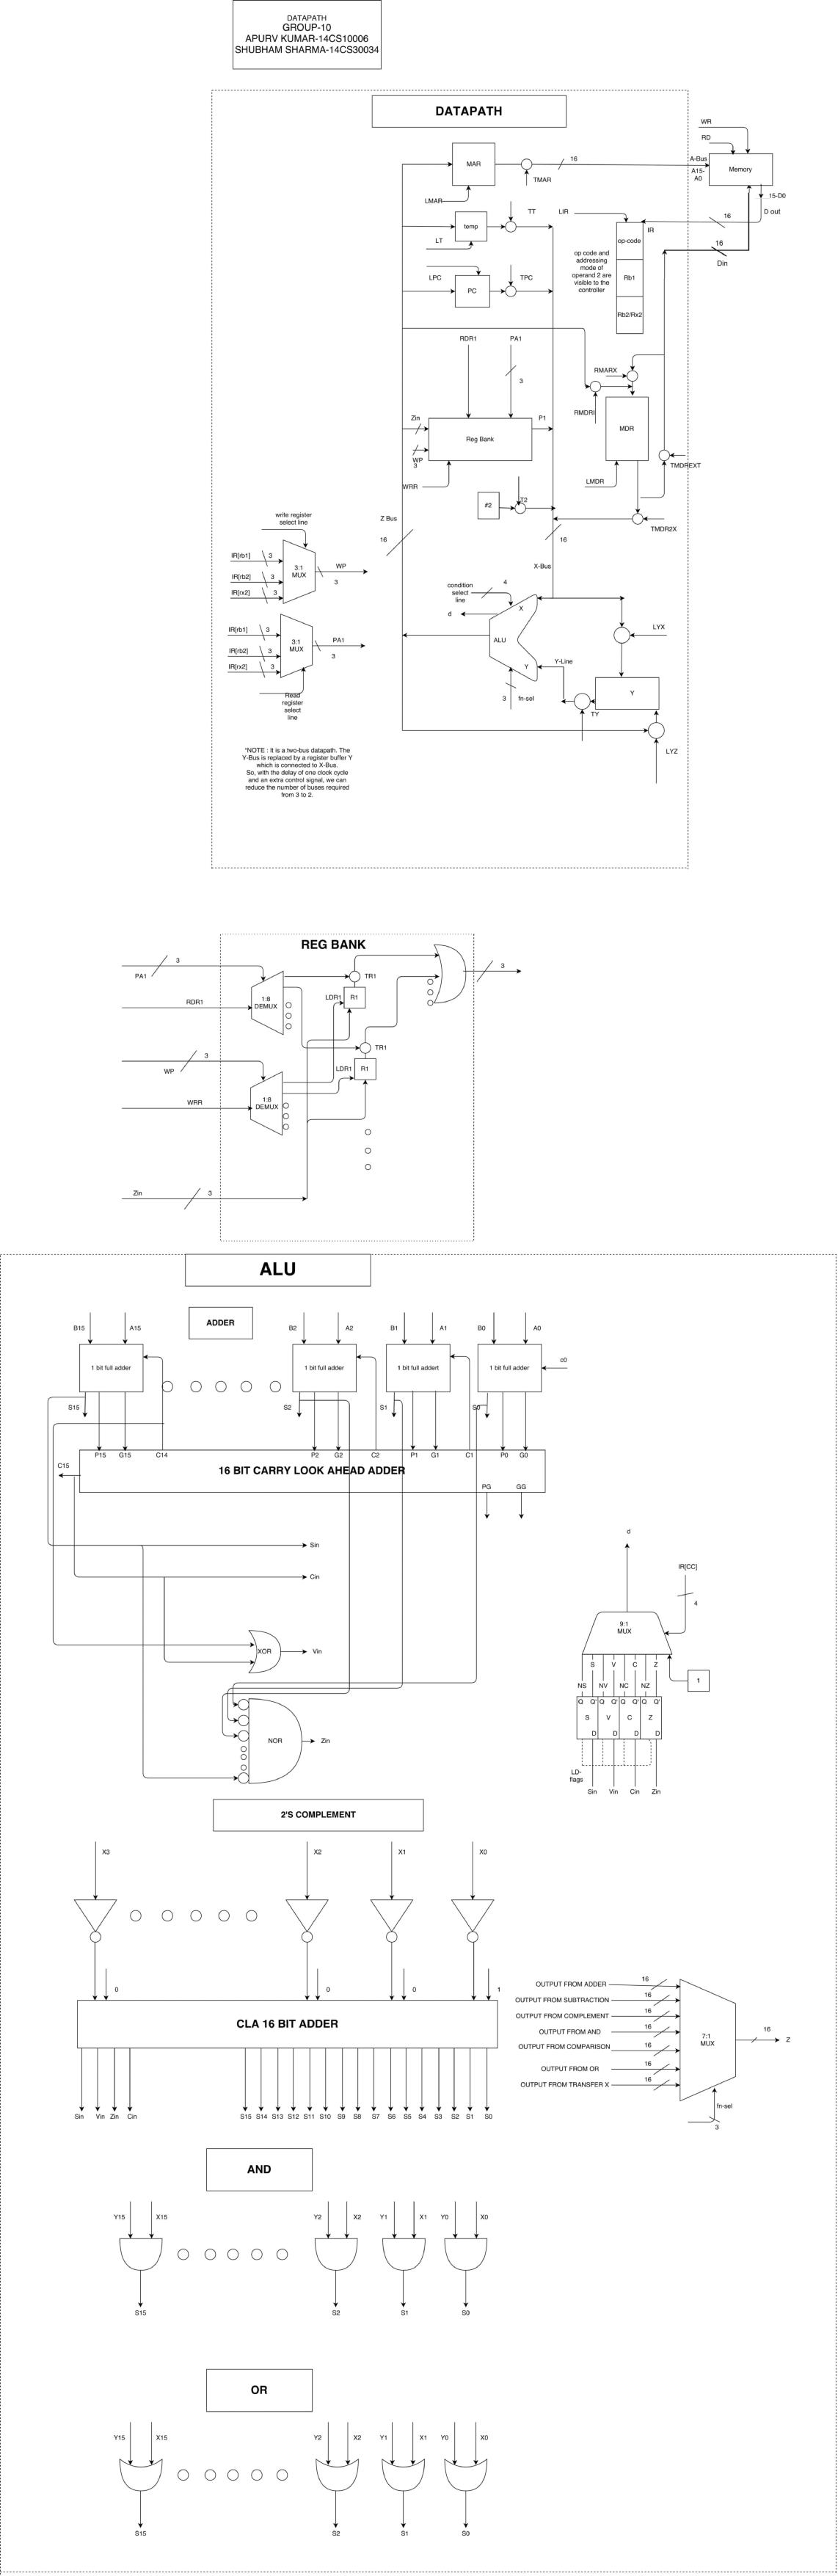 DATAPATH
GROUP-10
APURV KUMAR-14CS10006
SHUBHAM SHARMA-14CS30034
DATAPATH
WR
RD
MAR
16
A-Bus
Memory
TMAR
A15-
A0
LMAR
15-D0
TT
LIR
D out
16
temp
IR
op-code
LT
16
op code and
addressing
mode of
operand 2 are
visible to the
controller
Din
LPC
TPC
Rb1
PC
Rb2/Rx2
RDR1
PA1
RMARX
3
RMDRI
Zin
P1
MDR
Reg Bank
WP
3
TMDREXT
WRR
LMDR
#2
T2
write register
select line
Z Bus
TMDR2X
16
16
IR[rb1]
3
3:1
MUX
WP
X-Bus
IR[rb2]
3
3
IR[rx2]
3
condition
select
line
4
X
d
IR[rb1]
3
LYX
3:1
MUX
PA1
ALU
IR[rb2]
3
3
IR[rx2]
3
Y
Y-Line
Y
Read
register
select
line
3
fn-sel
TY
LYZ
*NOTE : It is a two-bus datapath. The
Y-Bus is replaced by a register buffer Y
which is connected to X-Bus.
So, with the delay of one clock cycle
and an extra control signal, we can
reduce the number of buses required
from 3 to 2.
REG BANK
3
PA1
3
TR1
RDR1
1:8
DEMUX
LDR1
R1
TR1
3
WP
LDR1
R1
WRR
1:8
DEMUX
Zin
3
ALU
ADDER
B15
A15
B2
A2
B1
A1
B0
A0
c0
1 bit full adder
1 bit full adder
1 bit full addert
1 bit full adder
S15
S2
S1
S0
P15
G15
C14
P2
G2
C2
P1
G1
C1
P0
G0
C15
16 BIT CARRY LOOK AHEAD ADDER
PG
GG
Sin
Cin
XOR
Vin
NOR
Zin
d
IR[CC]
4
9:1
MUX
S
V
C
Z
NS
NV
NC
NZ
1
Q
Q'
Q
Q'
Q
Q'
Q
Q'
S
V
C
Z
D
D
D
D
LD-
flags
Sin
Vin
Cin
Zin
2'S COMPLEMENT
X3
X2
X1
X0
0
0
0
1
CLA 16 BIT ADDER
Sin
Vin
Zin
Cin
S15
S14
S13
S12
S11
S10
S9
S8
S7
S6
S5
S4
S3
S2
S1
S0
OUTPUT FROM ADDER
16
OUTPUT FROM SUBTRACTION
16
OUTPUT FROM COMPLEMENT
16
OUTPUT FROM AND
16
OUTPUT FROM COMPARISON
16
OUTPUT FROM OR
16
OUTPUT FROM TRANSFER X
16
7:1
MUX
16
Z
fn-sel
3
AND
Y15
X15
Y2
X2
Y1
X1
Y0
X0
S15
S2
S1
S0
OR
Y15
X15
Y2
X2
Y1
X1
Y0
X0
S15
S2
S1
S0